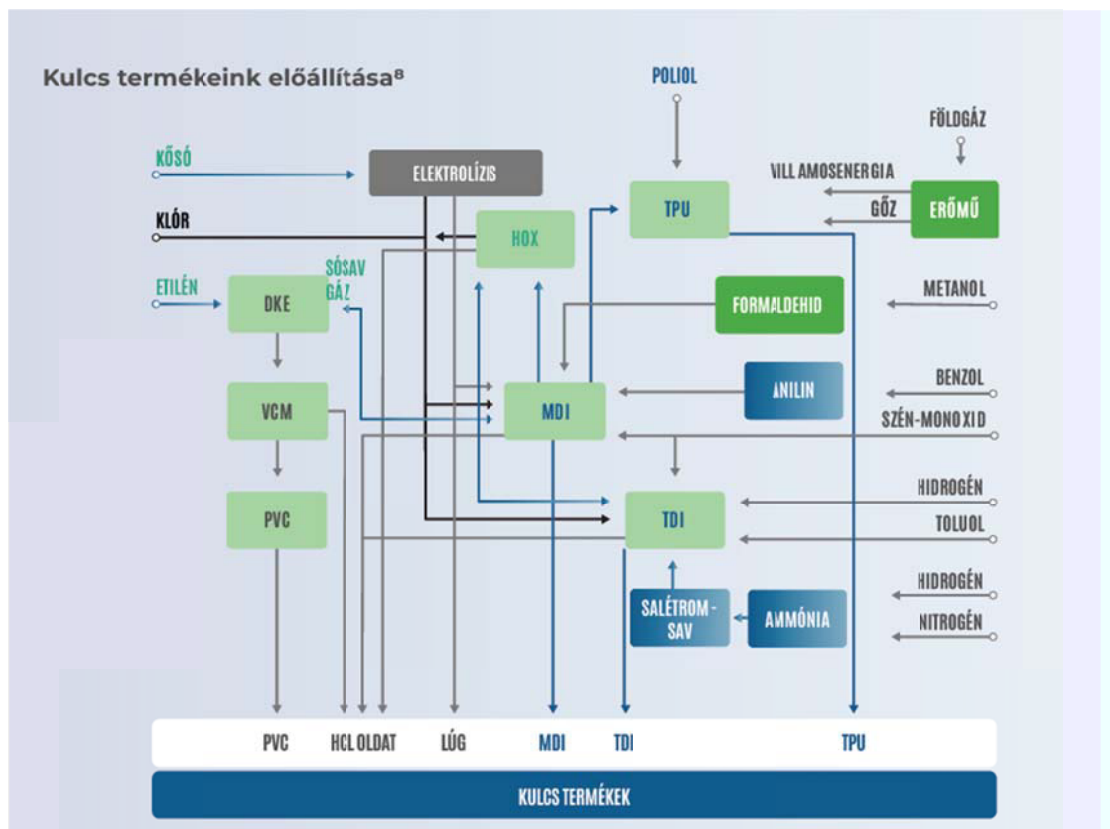 Kulcs termékeink előállítása⁸
POLIOL
FÖLDGÁZ
KŐSÓ
ELEKTROLÍZIS
VILLAMOSENERGIA
GŐZ
ERŐMŰ
TPU
KLÓR
HOX
ETILÉN
SÓSAV
GÁZ
DKE
FORMALDEHID
METANOL
VCM
MDI
ANILIN
BENZOL
SZÉN-MONOXID
PVC
TDI
HIDROGÉN
TOLUOL
SALÉTROM-
SAV
AMMÓNIA
HIDROGÉN
NITROGÉN
PVC HCL OLDAT LÚG MDI TDI TPU
KULCS TERMÉKEK